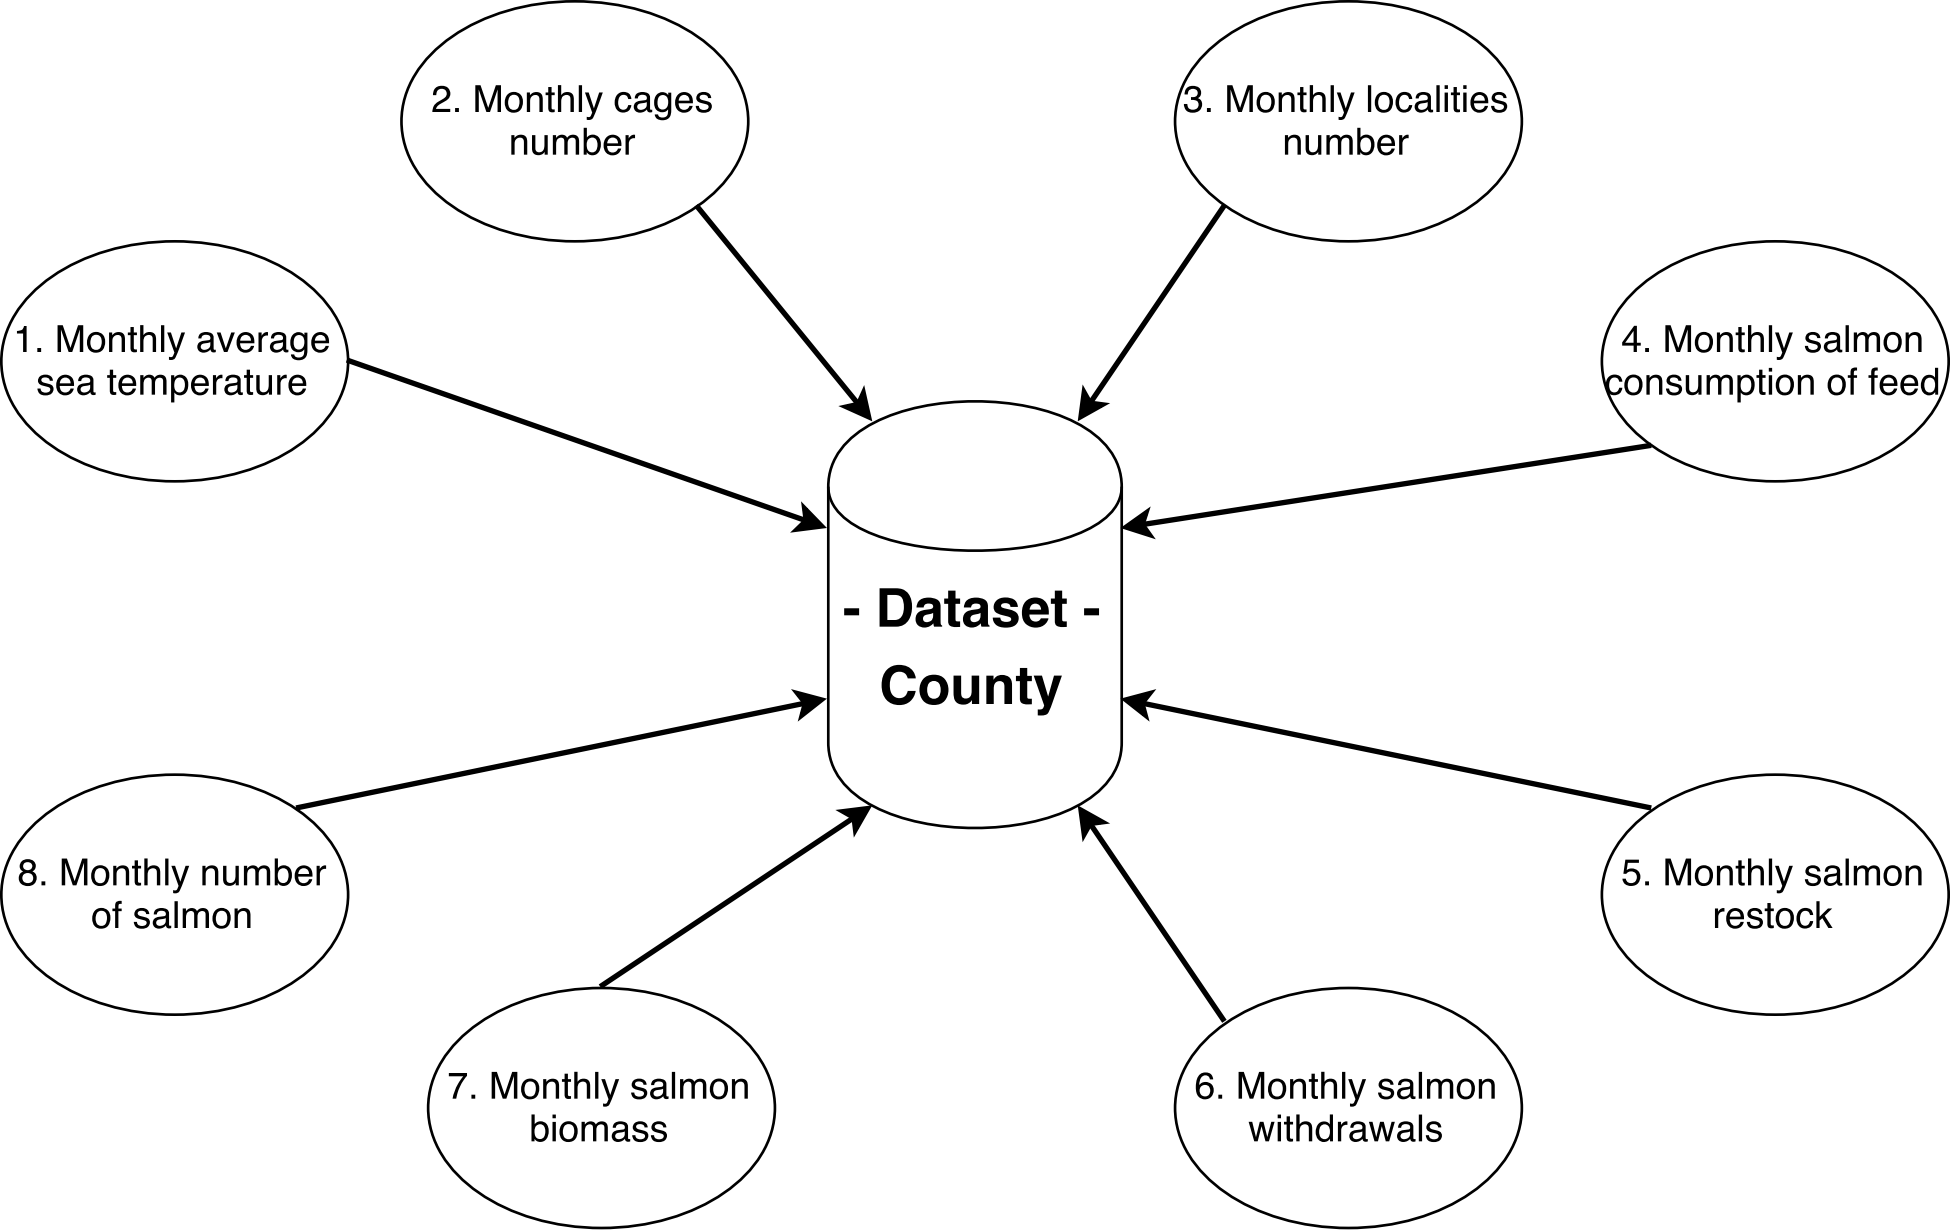 1. Monthly average
sea temperature
2. Monthly cages
number
3. Monthly localities
number
4. Monthly salmon
consumption of feed
- Dataset -
County
5. Monthly salmon
restock
6. Monthly salmon
withdrawals
7. Monthly salmon
biomass
8. Monthly number
of salmon